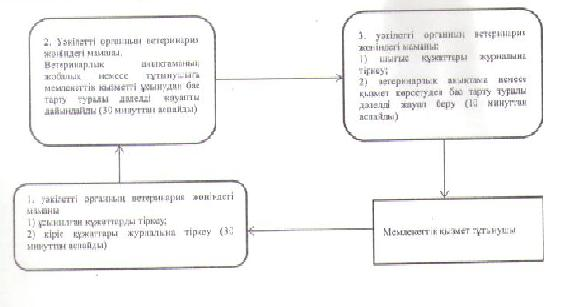 2. Уәкілетті органның ветеринария
жөніндегі маманы.
Ветеринарлық анықтаманың
жобалық немесе тұтынушыға
мемлекеттік қызметті ұсынудан бас
тарту туралы дәлелді жауапты
дайындайды (30 минуттан аспайды)
3. уәкілетті органның ветеринария
жөніндегі маманы;
1) шығыс құжаттары журналына
тіркеу;
2) ветеринарлық анықтама немесе
қызмет көрсетуден бас тарту туралы
дәлелді жауап беру (10 минуттан
аспайды)
1. уәкілетті органның ветеринария жөніндегі
маманы
1) ұсынылған құжаттарды тіркеу;
2) кіріс құжаттары журналына тіркеу (30
минуттан аспайды)
Мемлекеттік қызмет тұтынушы